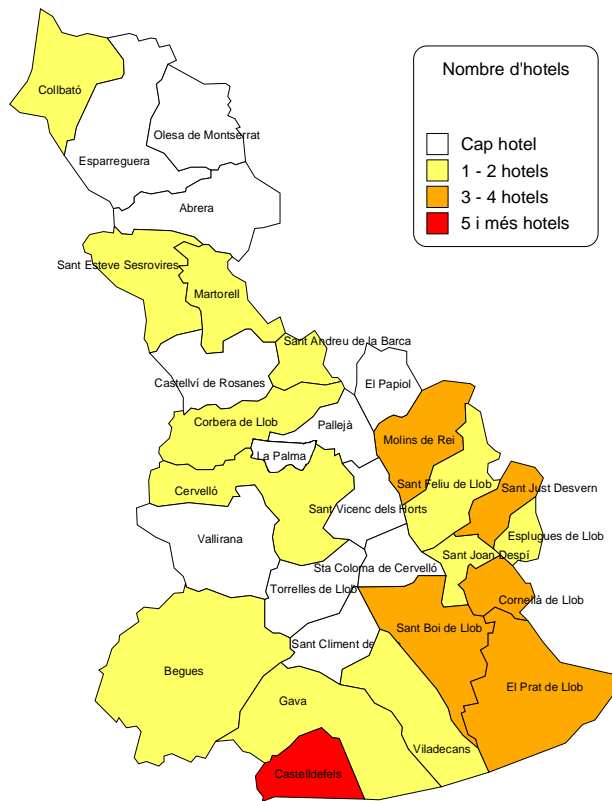 Nombre d'hotels
Cap hotel
1 - 2 hotels
3 - 4 hotels
5 i més hotels
Collbató
Olesa de Montserrat
Esparreguera
Abrera
Sant Esteve Sesrovires
Martorell
Sant Andreu de la Barca
Castellví de Rosanes
El Papiol
Corbera de Llob
Pallejà
Molins de Rei
La Palma
Cervelló
Sant Feliu de Llob
Sant Just Desvern
Sant Vicenc dels Horts
Vallirana
Esplugues de Llob
Sant Joan Despí
Sta Coloma de Cervelló
Torrelles de Llob
Cornellà de Llob
Sant Boi de Llob
Sant Climent de
Begues
El Prat de Llob
Gava
Viladecans
Castelldefels